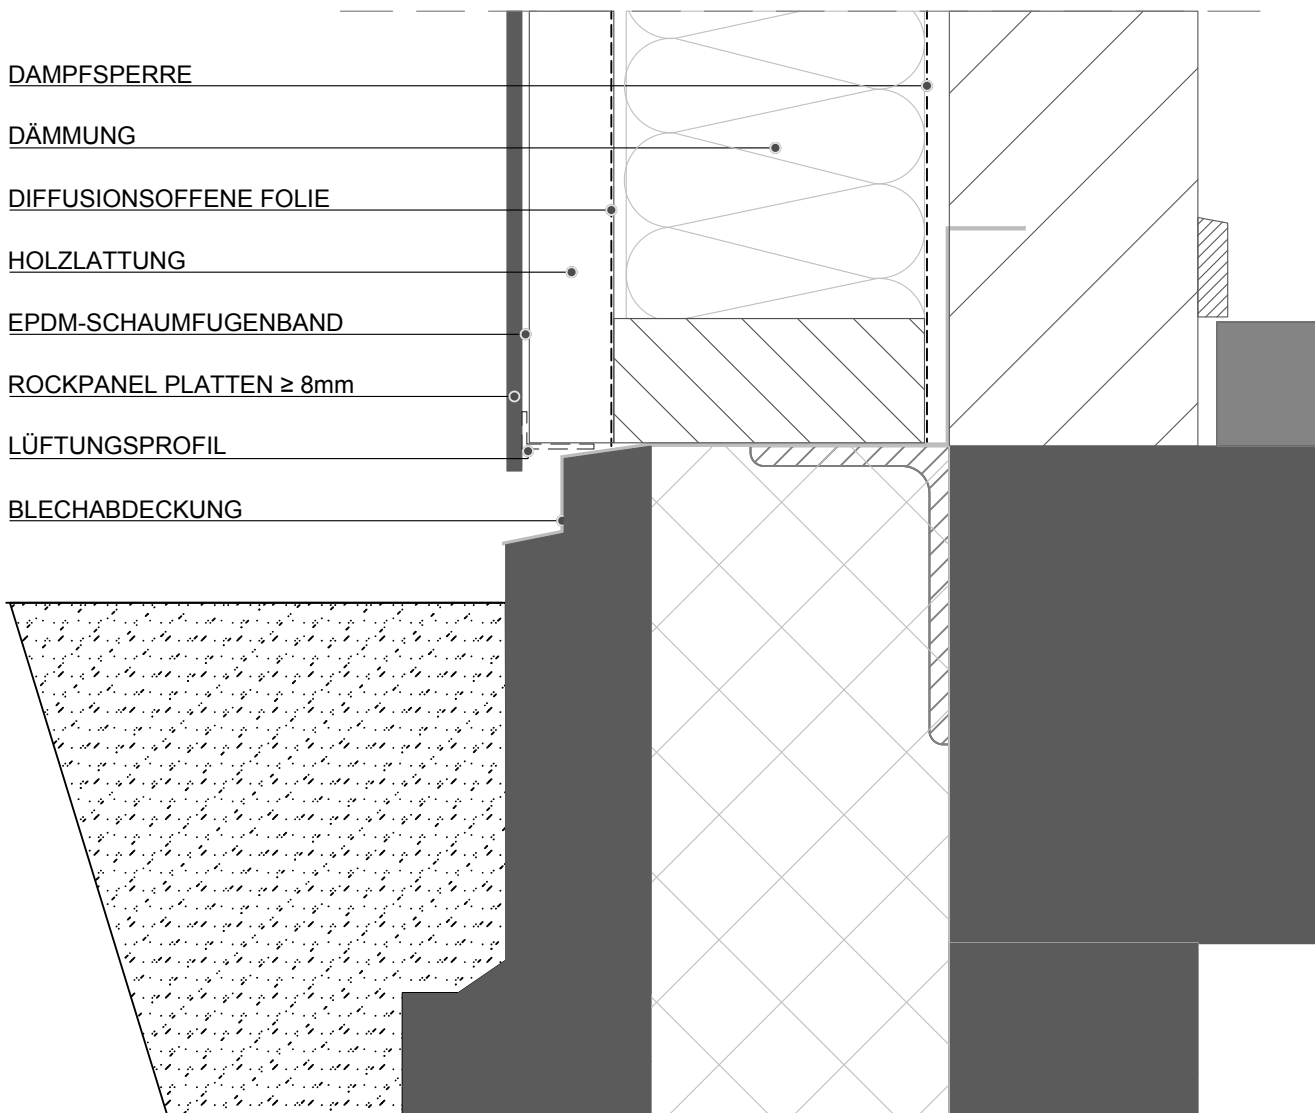 DAMPFSPERRE
DÄMMUNG
DIFFUSIONSOFFENE FOLIE
HOLZLATTUNG
EPDM-SCHAUMFUGENBAND
ROCKPANEL PLATTEN ≥ 8mm
LÜFTUNGSPROFIL
BLECHABDECKUNG